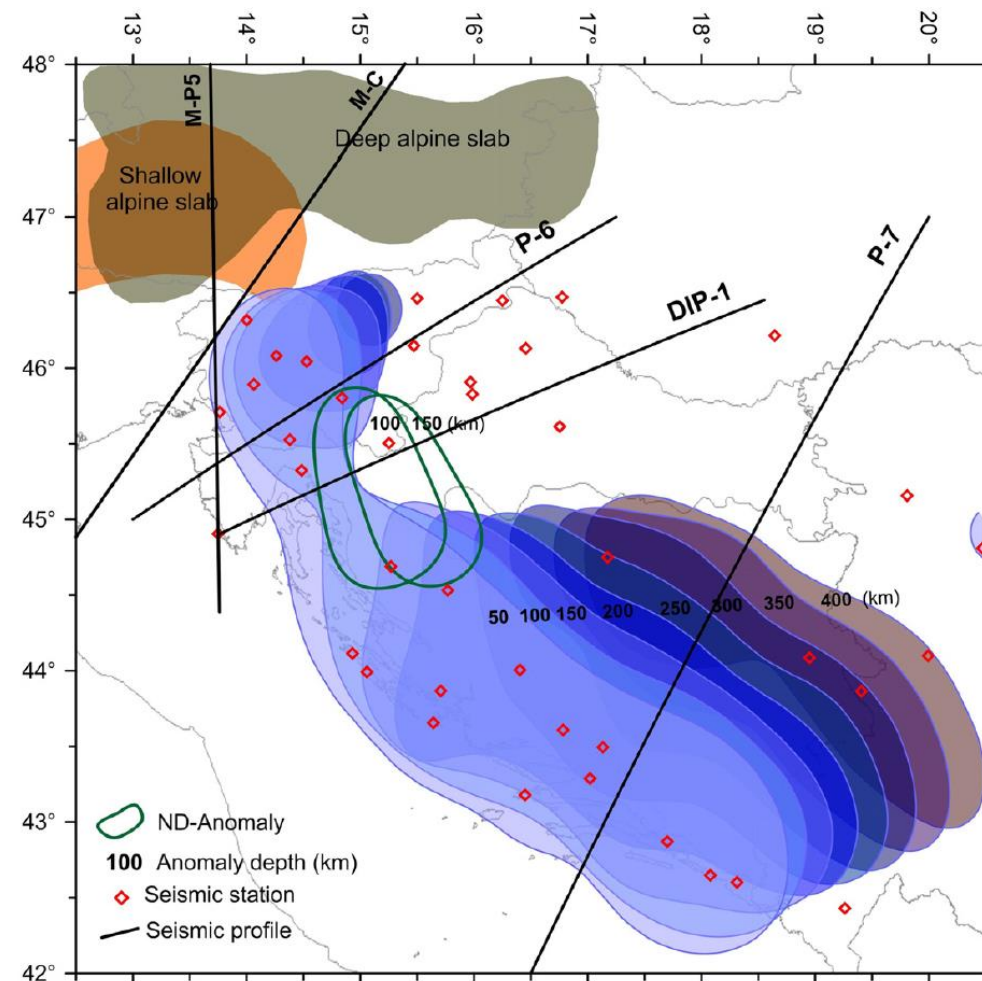 13° 14° 15° 16° 17° 18° 19° 20°
48°
M-P5
M-C
Deep alpine slab
Shallow
alpine slab
47°
P-6
P-7
DIP-1
46°
100 150 (km)
45°
50 100 150 200 250 300 350 400 (km)
44°
43°
ND-Anomaly
100 Anomaly depth (km)
Seismic station
Seismic profile
42°